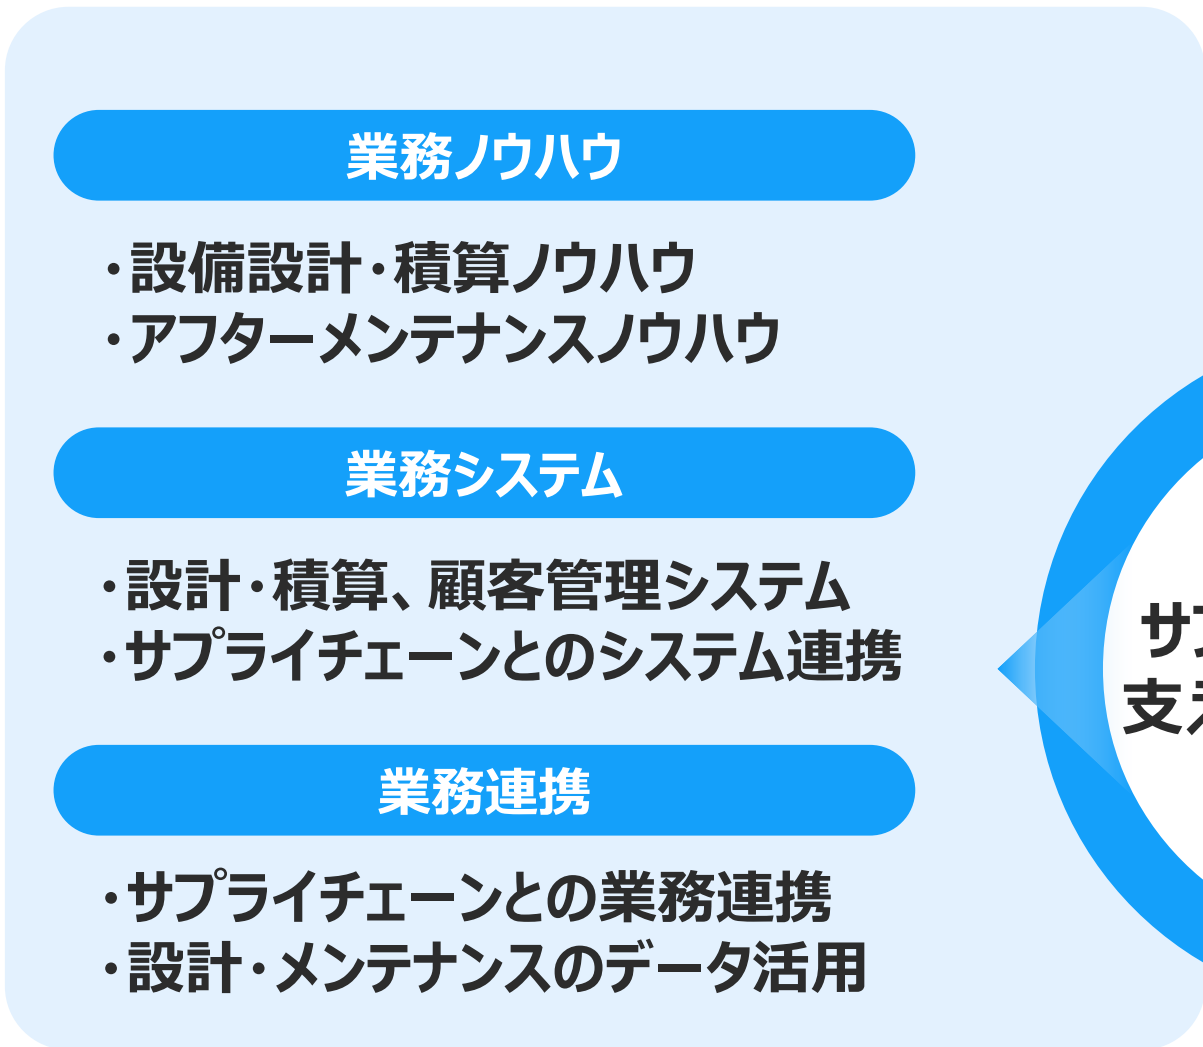 業務ノウハウ
・設備設計・積算ノウハウ
・アフターメンテナンスノウハウ
業務システム
・設計・積算、顧客管理システム
・サプライチェーンとのシステム連携
業務連携
・サプライチェーンとの業務連携
・設計・メンテナンスのデータ活用
サ
支